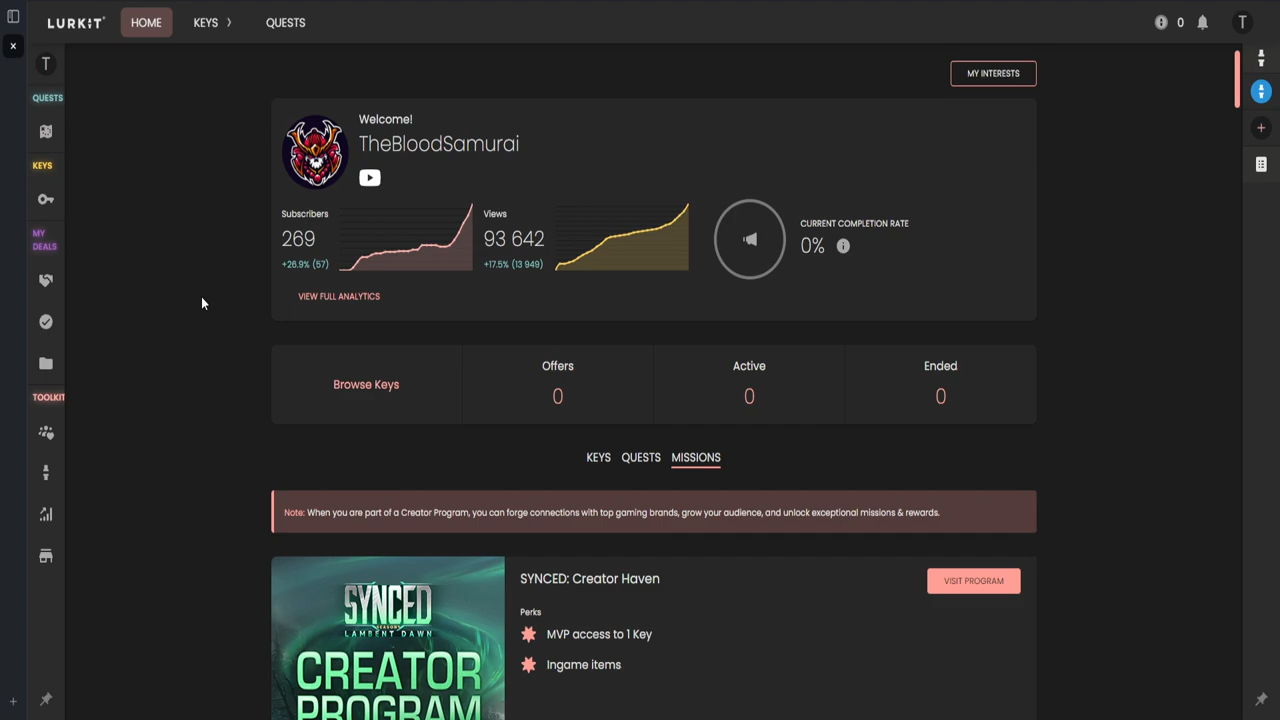 LURKIT
HOME
KEYS
QUESTS
0
T
T
MY INTERESTS
QUESTS
KEYS
MY
DEALS
TOOLKIT
Welcome!
TheBloodSamurai
Subscribers
269
+26.9% (57)
Views
93 642
+17.5% (13 949)
CURRENT COMPLETION RATE
0%
VIEW FULL ANALYTICS
Browse Keys
Offers
0
Active
0
Ended
0
KEYS QUESTS MISSIONS
Note: When you are part of a Creator Program, you can forge connections with top gaming brands, grow your audience, and unlock exceptional missions & rewards.
SYNCED
LAMBENT DAWN
CREATOR
PROGRAM
SYNCED: Creator Haven
VISIT PROGRAM
Perks
MVP access to 1 Key
Ingame items